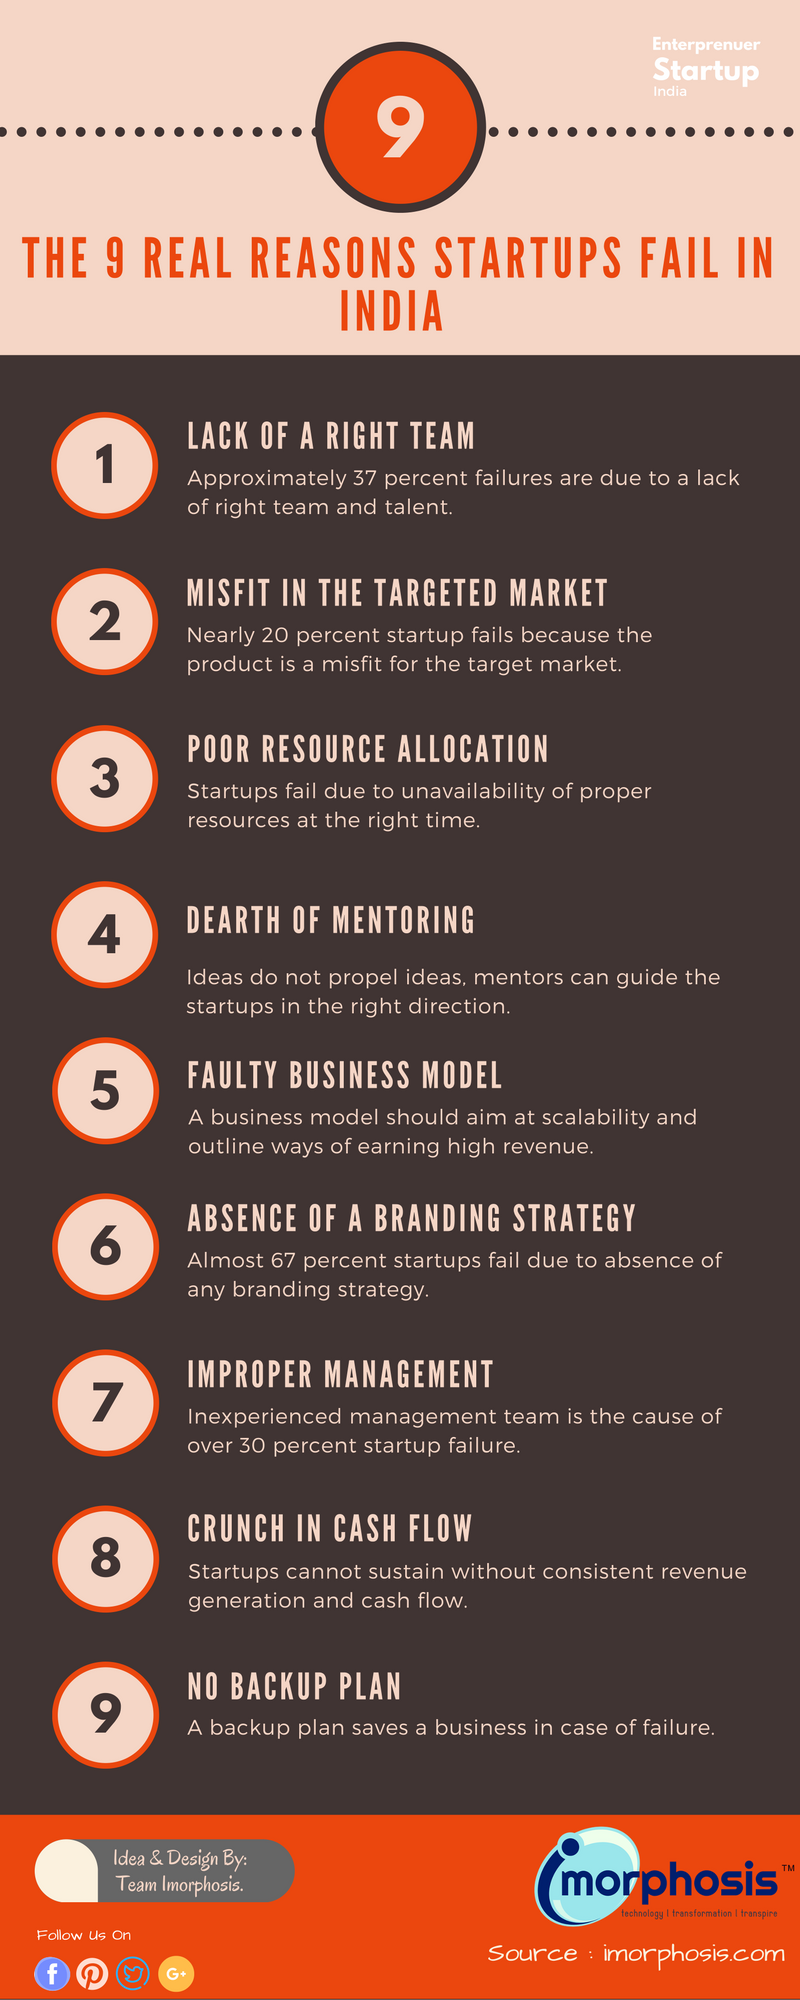 Enterprenuer
Startup
India
9
THE 9 REAL REASONS STARTUPS FAIL IN
INDIA
1
LACK OF A RIGHT TEAM
Approximately 37 percent failures are due to a lack
of right team and talent.
2
MISFIT IN THE TARGETED MARKET
Nearly 20 percent startup fails because the
product is a misfit for the target market.
3
POOR RESOURCE ALLOCATION
Startups fail due to unavailability of proper
resources at the right time.
4
DEARTH OF MENTORING
Ideas do not propel ideas, mentors can guide the
startups in the right direction.
5
FAULTY BUSINESS MODEL
A business model should aim at scalability and
outline ways of earning high revenue.
6
ABSENCE OF A BRANDING STRATEGY
Almost 67 percent startups fail due to absence of
any branding strategy.
7
IMPROPER MANAGEMENT
Inexperienced management team is the cause of
over 30 percent startup failure.
8
CRUNCH IN CASH FLOW
Startups cannot sustain without consistent revenue
generation and cash flow.
9
NO BACKUP PLAN
A backup plan saves a business in case of failure.
Idea & Design By:
Team Imorphosis.
Follow Us On
f
G+
imorphosis™
technology | transformation | transpire
Source : imorphosis.com